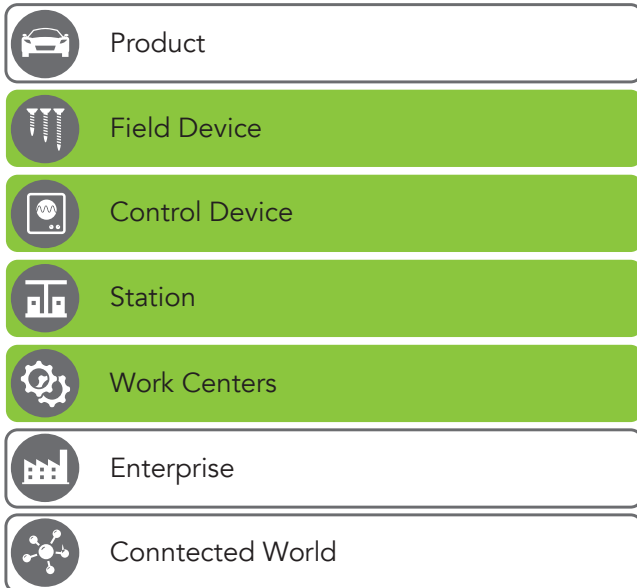 Product
Field Device
Control Device
Station
Work Centers
Enterprise
Conntected World